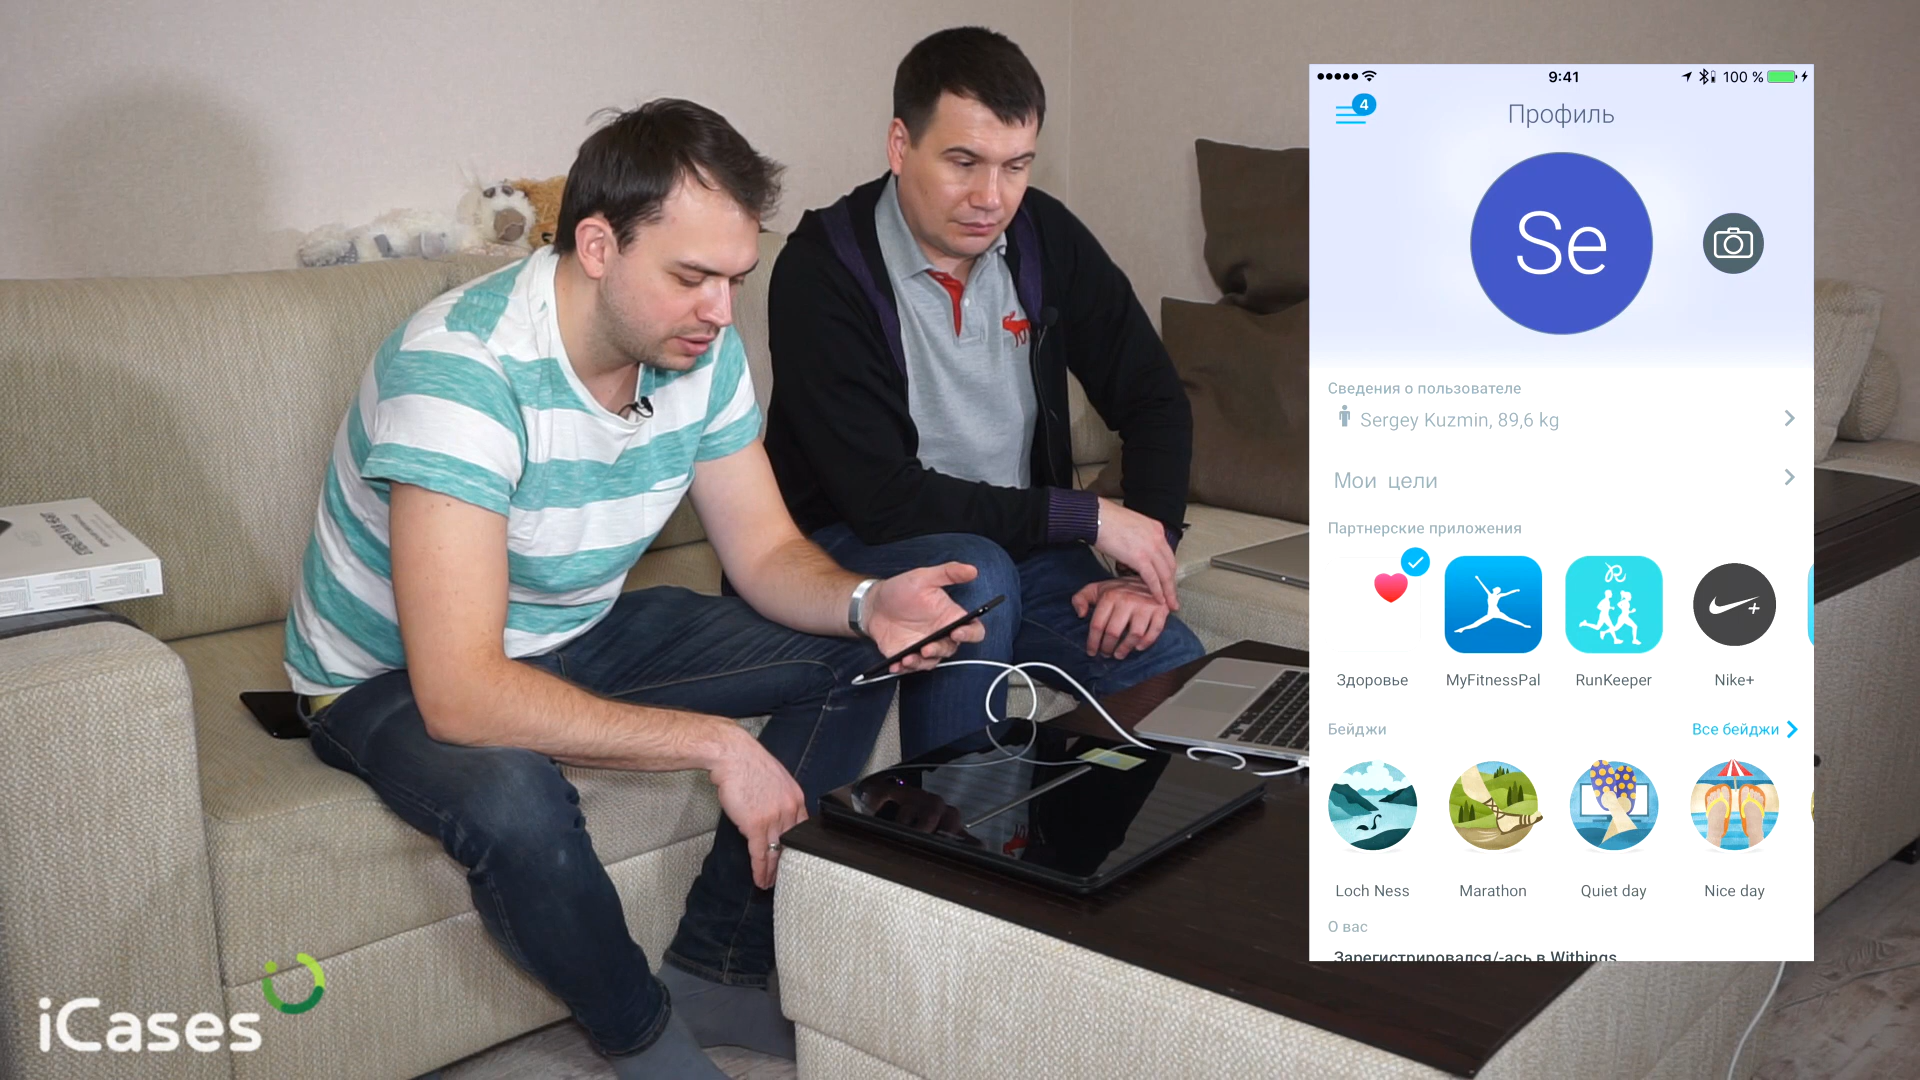 9:41
100 %
4
Профиль
Se
Сведения о пользователе
Sergey Kuzmin, 89,6 kg
Мои цели
Партнерские приложения
Здоровье
MyFitnessPal
RunKeeper
Nike+
Бейджи
Все бейджи
Loch Ness
Marathon
Quiet day
Nice day
О вас
Зарегистрировался/-ась в Withings
iCases